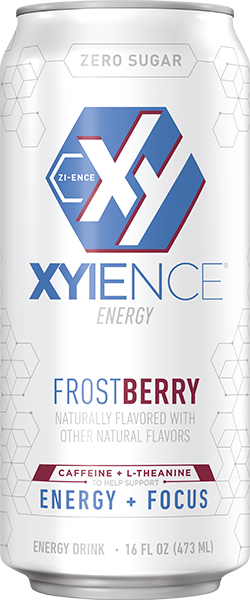 ZERO SUGAR
ZI-ENCE
XY
XYIENCE®
ENERGY
FROSTBERRY
NATURALLY FLAVORED WITH
OTHER NATURAL FLAVORS
CAFFEINE + L-THEANINE
TO HELP SUPPORT
ENERGY + FOCUS
ENERGY DRINK • 16 FL OZ (473 ML)